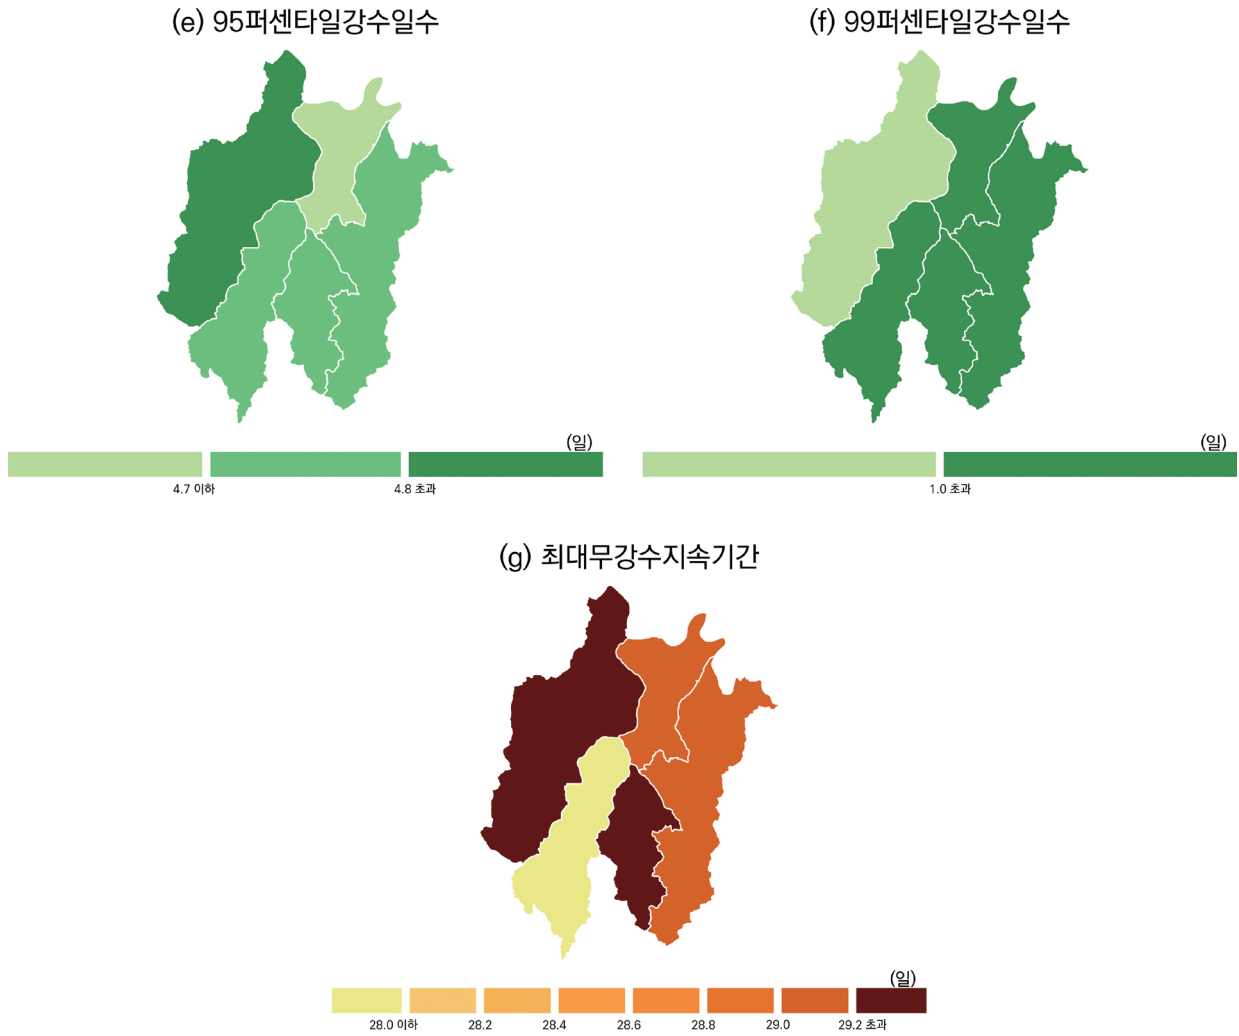 (e) 95퍼센타일강수일수
(f) 99퍼센타일강수일수
(일)
4.7 이하
4.8 초과
(일)
1.0 초과
(g) 최대무강수지속기간
(일)
28.0 이하
28.2
28.4
28.6
28.8
29.0
29.2 초과